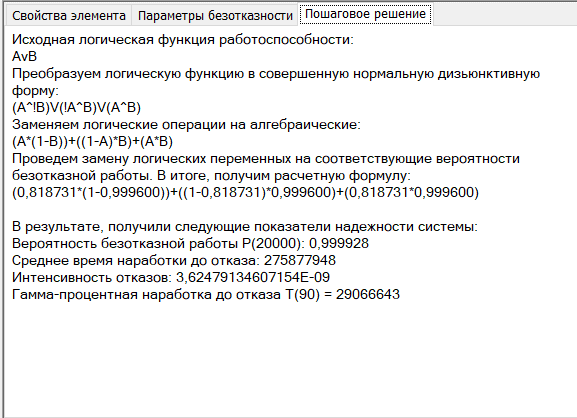 Свойства элемента Параметры безотказности Пошаговое решение
Исходная логическая функция работоспособности:
AvB
Преобразуем логическую функцию в совершенную нормальную дизьюнктивную
форму:
(A^!B)V(!A^B)V(A^B)
Заменяем логические операции на алгебраические:
(A*(1-B))+((1-A)*B)+(A*B)
Проведем замену логических переменных на соответствующие вероятности
безотказной работы. В итоге, получим расчетную формулу:
(0,818731*(1-0,999600))+((1-0,818731)*0,999600)+(0,818731*0,999600)
В результате, получили следующие показатели надежности системы:
Вероятность безотказной работы P(20000): 0,999928
Среднее время наработки до отказа: 275877948
Интенсивность отказов: 3,62479134607154E-09
Гамма-процентная наработка до отказа T(90) = 29066643